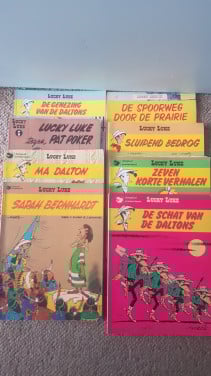 LUCKY LUKE
DE GENEZING
VAN DE DALTONS
LUCKY LUKE
LUCKY LUKE
tegen PAT POKER
LUCKY LUKE
MA DALTON
LUCKY LUKE
SARAH BERNHARDT
DE SPOORWEG
DOOR DE PRAIRIE
LUCKY LUKE
SLUIPEND BEDROG
LUCKY LUKE
ZEVEN
KORTE VERHALEN
LUCKY LUKE
DE SCHAT VAN
DE DALTONS